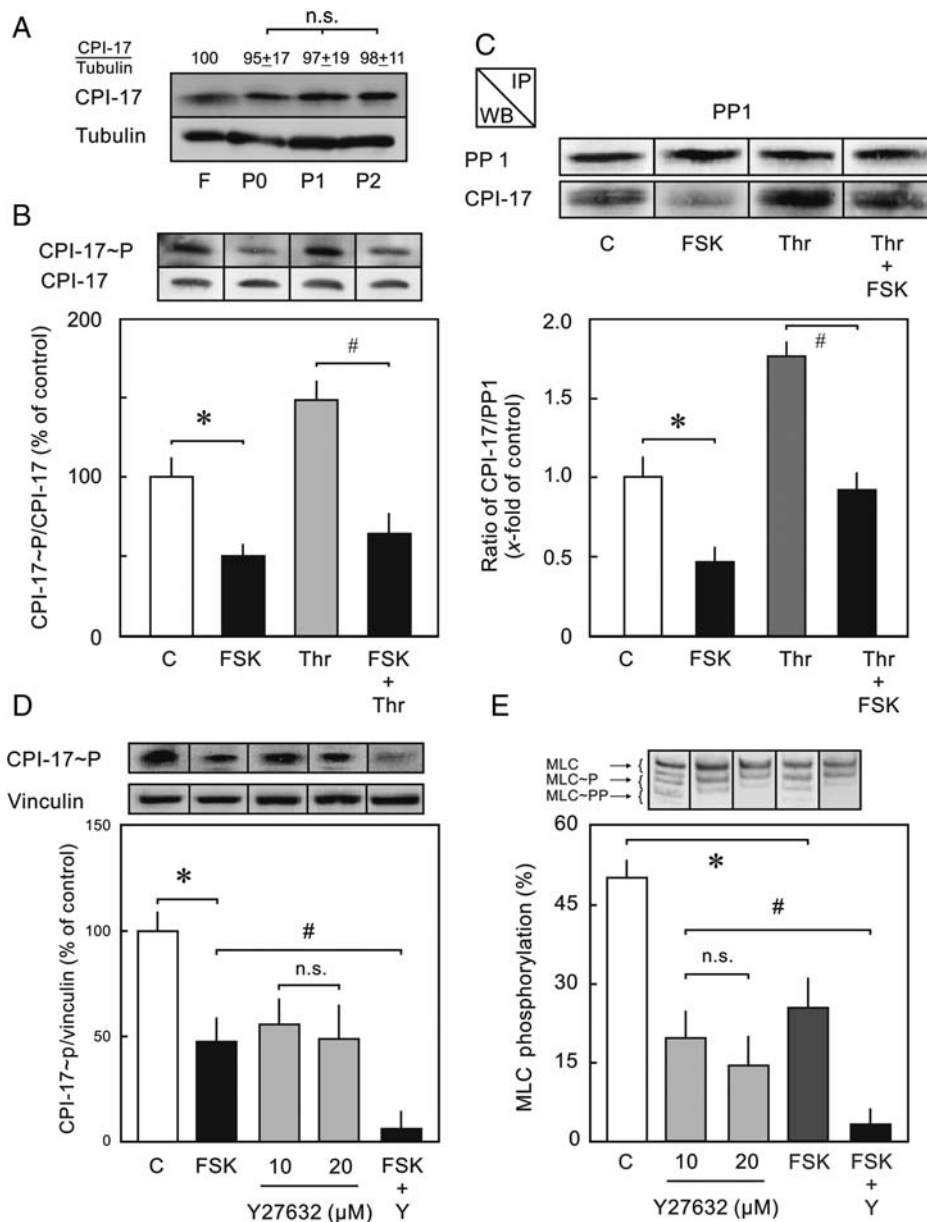 A
n.s.
CPI-17
Tubulin
100 95±17 97±19 98±11
CPI-17
Tubulin
F P0 P1 P2
C
IP
WB
PP1
PP 1
CPI-17
C FSK Thr Thr
+
FSK
B
CPI-17~P
CPI-17
CPI-17~P/CPI-17 (% of control)
200
100
0
*
#
C FSK Thr FSK
+
Thr
Ratio of CPI-17/PP1
(x-fold of control)
2.0
1.5
1.0
0.5
0
*
#
C FSK Thr Thr
+
FSK
D
CPI-17~P
Vinculin
CPI-17~p/vinculin (% of control)
150
100
50
0
*
#
n.s.
C FSK 10 20 FSK
+
Y
Y27632 (µM)
E
MLC
MLC~P
MLC~PP
MLC phosphorylation (%)
60
45
30
15
0
*
#
n.s.
C 10 20 FSK FSK
+
Y
Y27632 (µM)